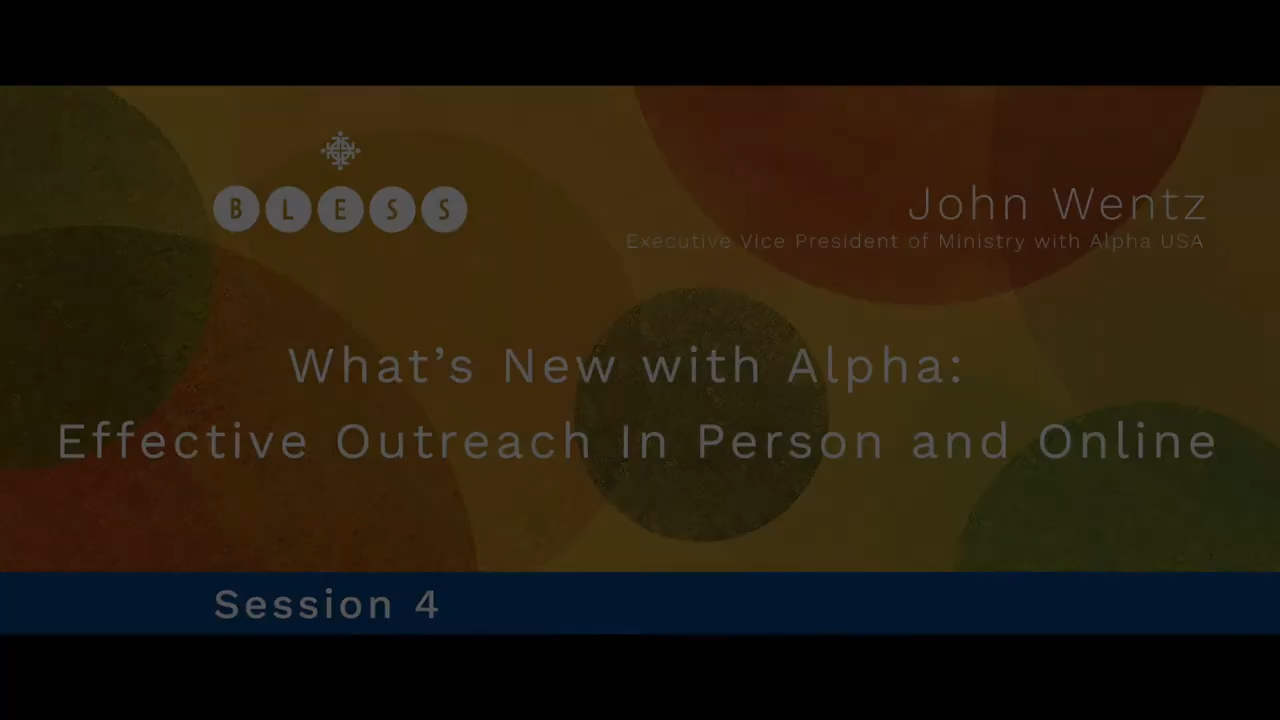 BLESS
John Wentz
Executive Vice President of Ministry with Alpha USA
What’s New with Alpha:
Effective Outreach In Person and Online
Session 4